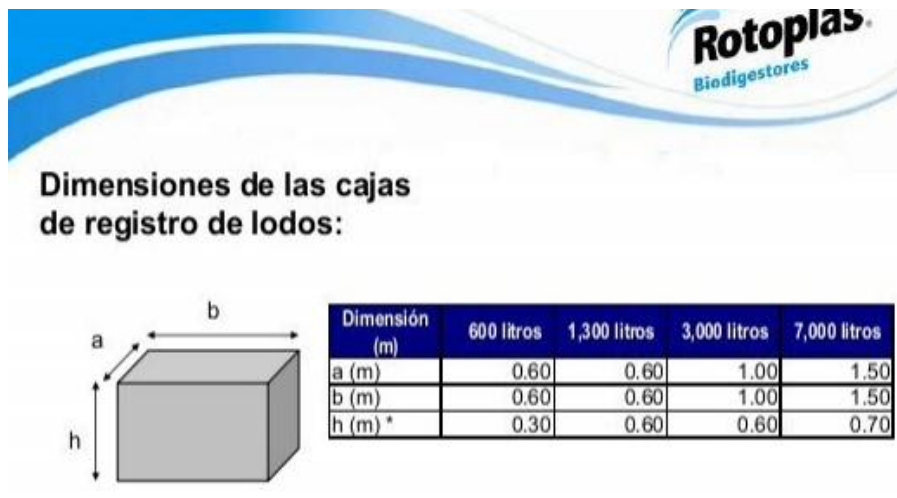 Rotoplas.
Biodigestores
Dimensiones de las cajas
de registro de lodos:
b
a
h
Dimensión (m) 600 litros 1,300 litros 3,000 litros 7,000 litros
a (m) 0.60 0.60 1.00 1.50
b (m) 0.60 0.60 1.00 1.50
h (m) * 0.30 0.60 0.60 0.70